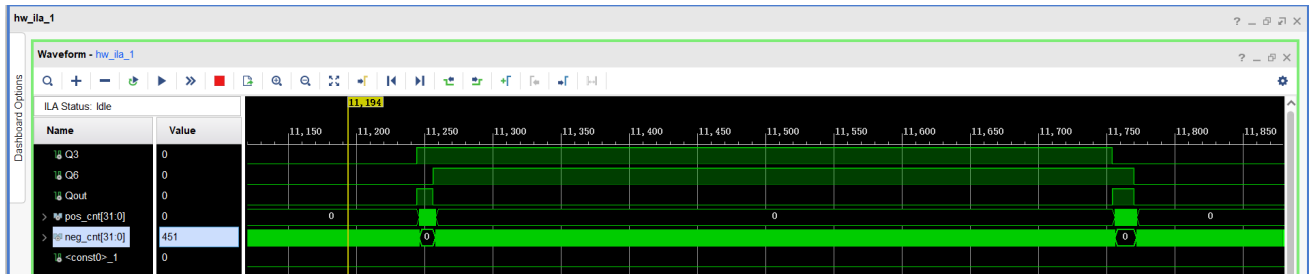 hw_ila_1
Waveform - hw_ila_1
Dashboard Options
ILA Status: Idle
11,194
Name Value
11,150 11,200 11,250 11,300 11,350 11,400 11,450 11,500 11,550 11,600 11,650 11,700 11,750 11,800 11,850
Q3 0
Q6 0
Qout 0
pos_cnt[31:0] 0 0 0 0
neg_cnt[31:0] 451 0 0
<const0>_1 0